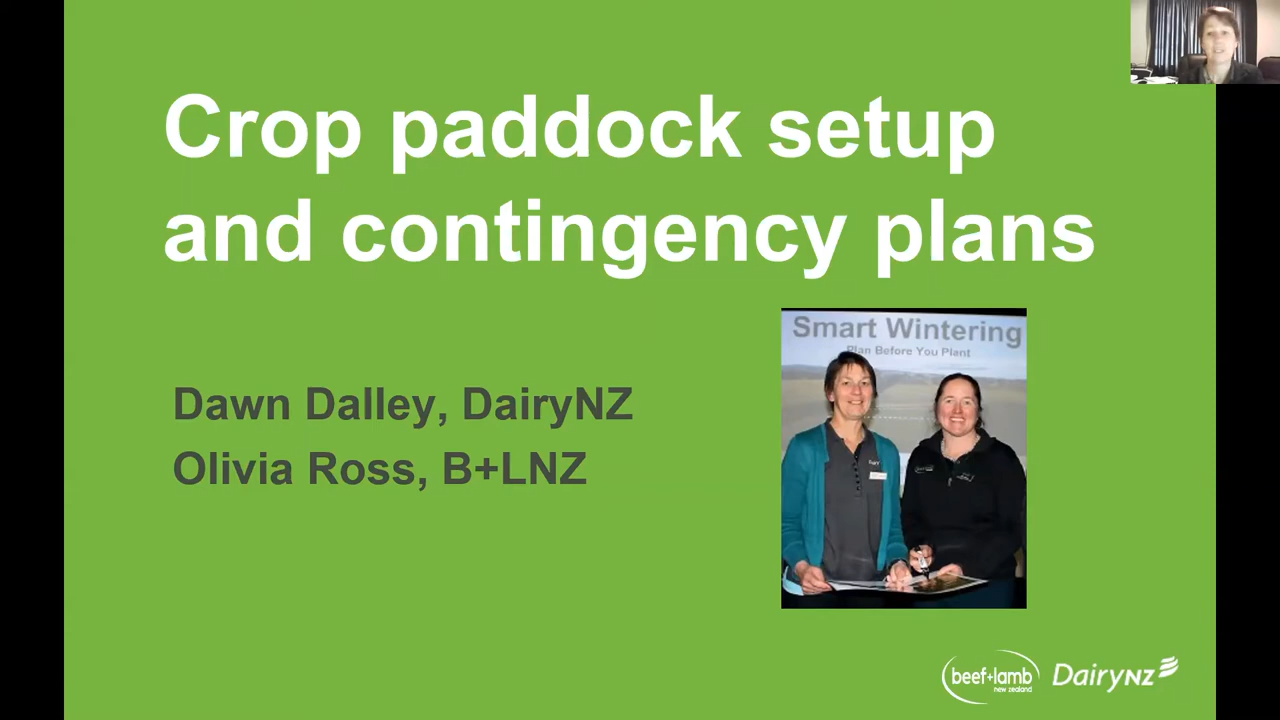 Crop paddock setup
and contingency plans
Smart Wintering
Plan Before You Plant
Dawn Dalley, DairyNZ
Olivia Ross, B+LNZ
beef+lamb
new zealand
DairyNZ